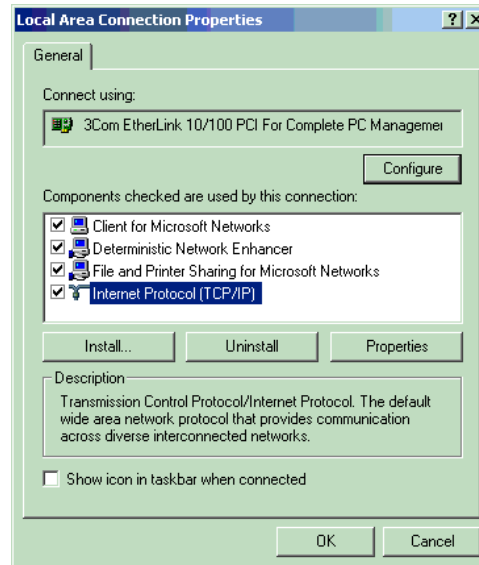 Local Area Connection Properties
? X
General
Connect using:
3Com EtherLink 10/100 PCI For Complete PC Managemer
Configure
Components checked are used by this connection:
Client for Microsoft Networks
Deterministic Network Enhancer
File and Printer Sharing for Microsoft Networks
Internet Protocol (TCP/IP)
Install... Uninstall Properties
Description
Transmission Control Protocol/Internet Protocol. The default
wide area network protocol that provides communication
across diverse interconnected networks.
Show icon in taskbar when connected
OK Cancel